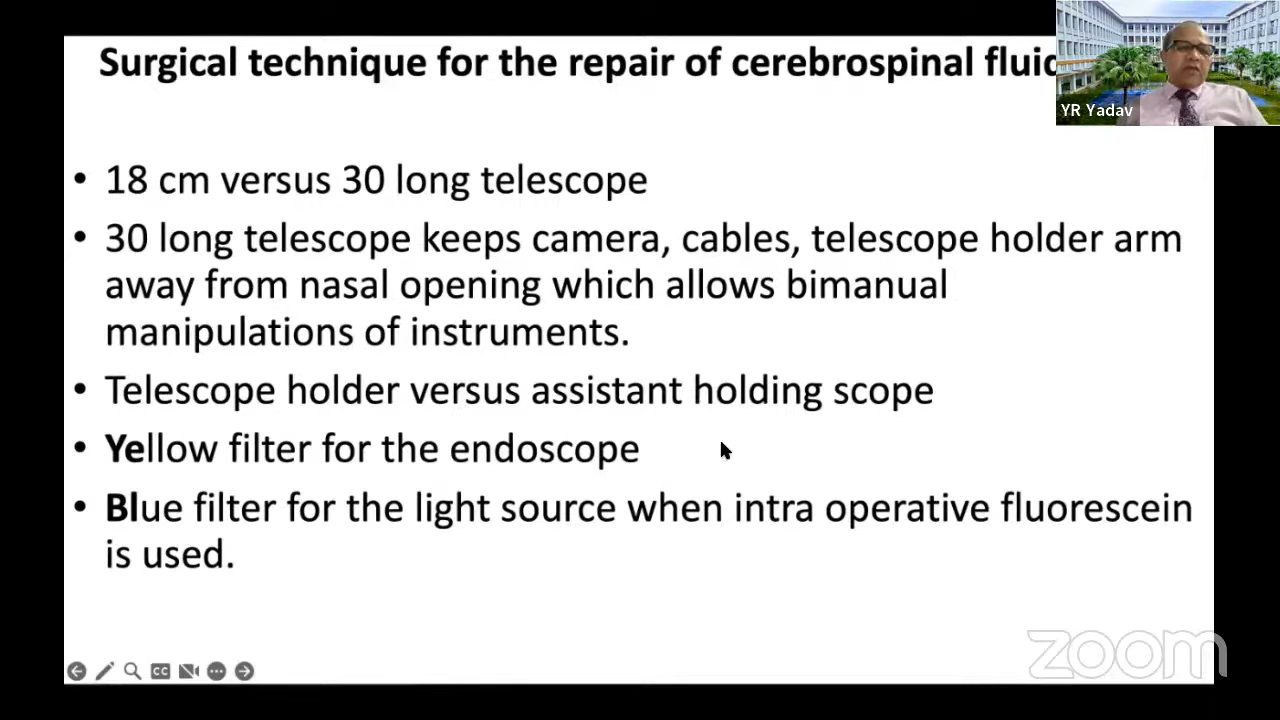 Surgical technique for the repair of cerebrospinal fluid
YR Yadav
• 18 cm versus 30 long telescope
• 30 long telescope keeps camera, cables, telescope holder arm
away from nasal opening which allows bimanual
manipulations of instruments.
• Telescope holder versus assistant holding scope
• Yellow filter for the endoscope
• Blue filter for the light source when intra operative fluorescein
is used.
CC
zoom